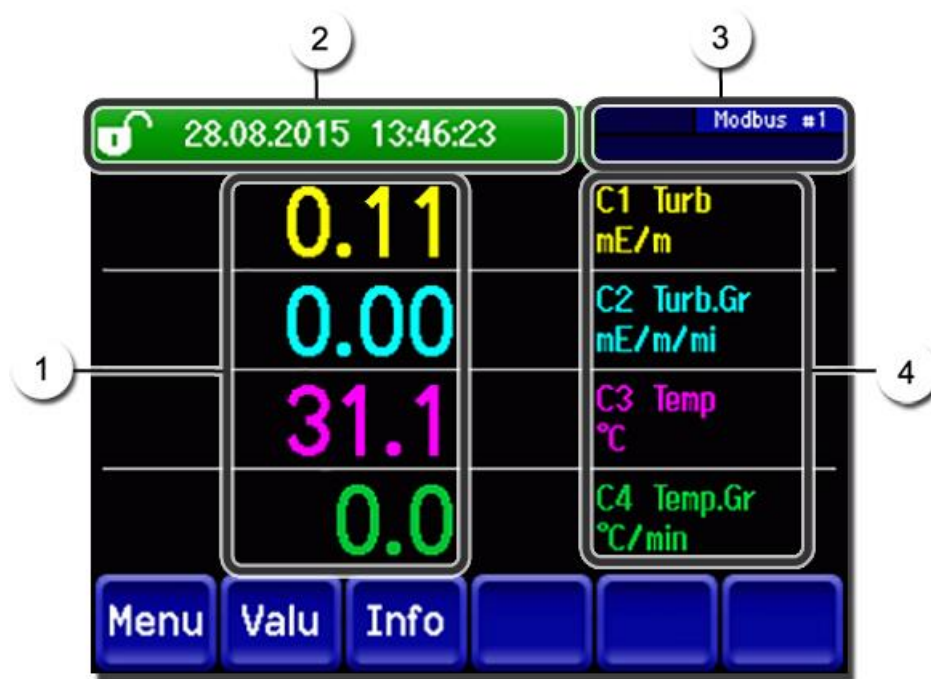 2
3
28.08.2015 13:46:23
Modbus #1
0.11
C1 Turb
mE/m
0.00
C2 Turb.Gr
mE/m/mi
1
31.1
C3 Temp
°C
4
0.0
C4 Temp.Gr
°C/min
Menu Valu Info